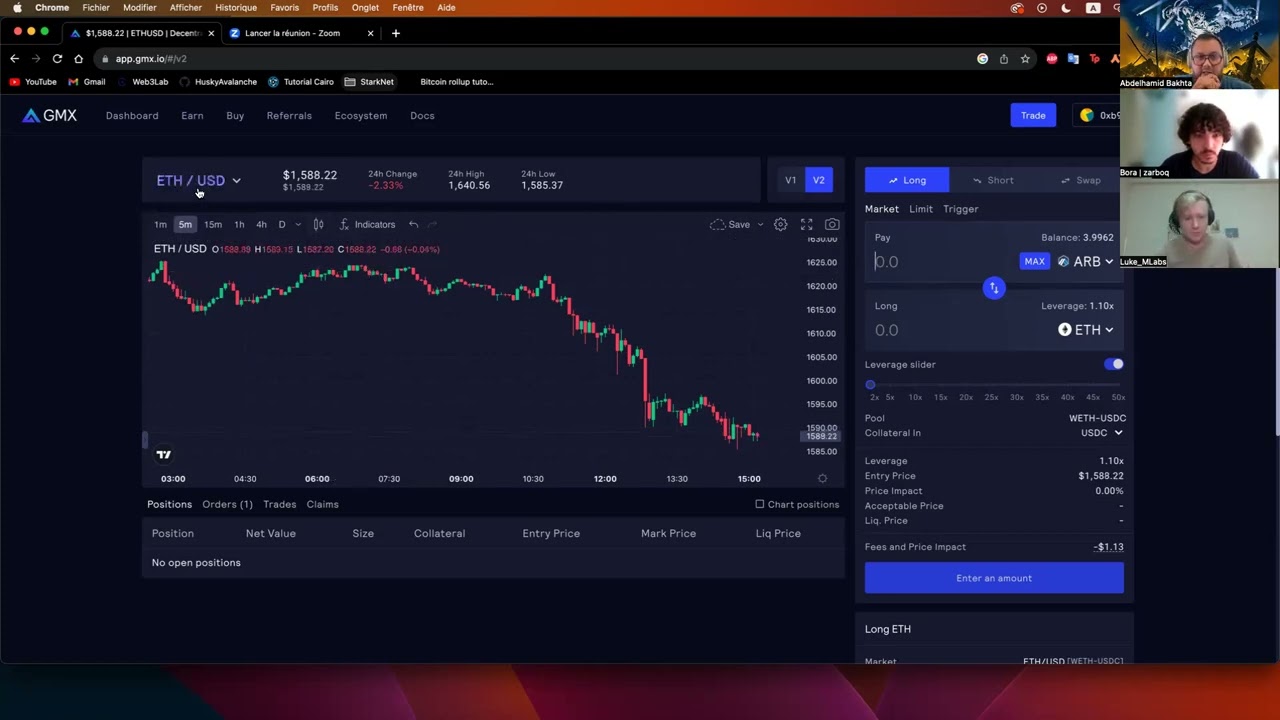 Chrome Fichier Modifier Afficher Historique Favoris Profils Onglet Fenêtre Aide
A
$1,588.22 | ETHUSD | Decentr
Lancer la réunion - Zoom
app.gmx.io/#/v2
YouTube Gmail Web3Lab HuskyAvalanche Tutorial Cairo StarkNet Bitcoin rollup tuto...
GMX Dashboard Earn Buy Referrals Ecosystem Docs Trade 0xb9
Abdelhamid Bakhta
Bora | zarboq
Luke_MLabs
ETH / USD
$1,588.22
$1,588.22
24h Change
-2.33%
24h High
1,640.56
24h Low
1,585.37
V1 V2
1m 5m 15m 1h 4h D Indicators Save
ETH / USD O1588.89 H1589.15 L1587.20 C1588.22 -0.66 (-0.04%)
1630.00
1625.00
1620.00
1615.00
1610.00
1605.00
1600.00
1595.00
1590.00
1588.22
1585.00
03:00 04:30 06:00 07:30 09:00 10:30 12:00 13:30 15:00
Positions Orders (1) Trades Claims Chart positions
Position Net Value Size Collateral Entry Price Mark Price Liq Price
No open positions
Long Short Swap
Market Limit Trigger
Pay Balance: 3.9962
0.0 MAX ARB
Long Leverage: 1.10x
0.0 ETH
Leverage slider
2x 5x 10x 15x 20x 25x 30x 35x 40x 45x 50x
Pool WETH-USDC
Collateral In USDC
Leverage 1.10x
Entry Price $1,588.22
Price Impact 0.00%
Acceptable Price -
Liq. Price -
Fees and Price Impact -$1.13
Enter an amount
Long ETH
Market ETH/USD [WETH-USDC]